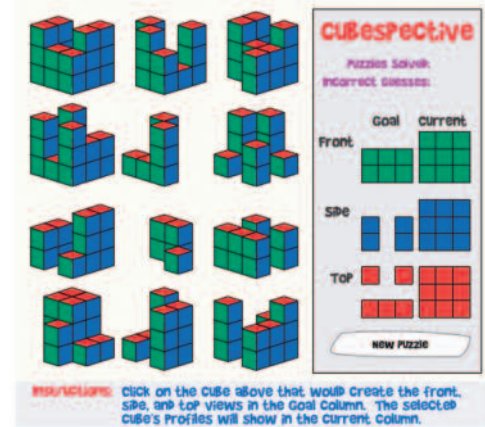 CUBESPECTIVE
Puzzles Solved:
Incorrect Guesses:
Goal Current
Front
Side
Top
New Puzzle
Instructions: Click on the cube above that would create the front,
side, and top views in the Goal Column. The selected
cube's profiles will show in the Current Column.